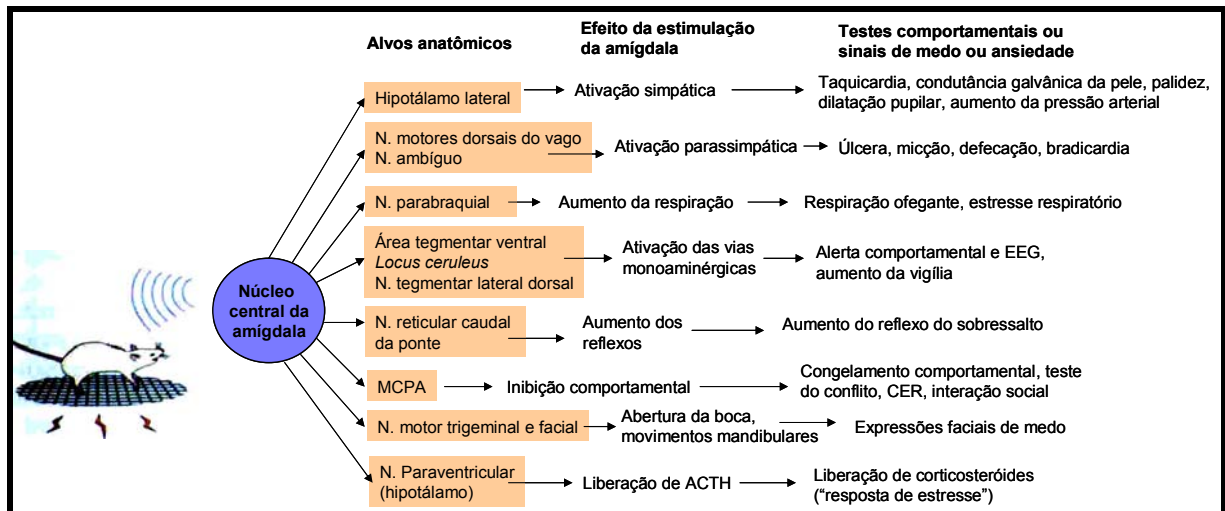 Alvos anatômicos
Efeito da estimulação
da amígdala
Testes comportamentais ou
sinais de medo ou ansiedade
Núcleo
central da
amígdala
Hipotálamo lateral
Ativação simpática
Taquicardia, condutância galvânica da pele, palidez,
dilatação pupilar, aumento da pressão arterial
N. motores dorsais do vago
N. ambíguo
Ativação parassimpática
Úlcera, micção, defecação, bradicardia
N. parabraquial
Aumento da respiração
Respiração ofegante, estresse respiratório
Área tegmentar ventral
Locus ceruleus
N. tegmentar lateral dorsal
Ativação das vias
monoaminérgicas
Alerta comportamental e EEG,
aumento da vigília
N. reticular caudal
da ponte
Aumento dos
reflexos
Aumento do reflexo do sobressalto
MCPA
Inibição comportamental
Congelamento comportamental, teste
do conflito, CER, interação social
N. motor trigeminal e facial
Abertura da boca,
movimentos mandibulares
Expressões faciais de medo
N. Paraventricular
(hipotálamo)
Liberação de ACTH
Liberação de corticosteróides
(“resposta de estresse”)